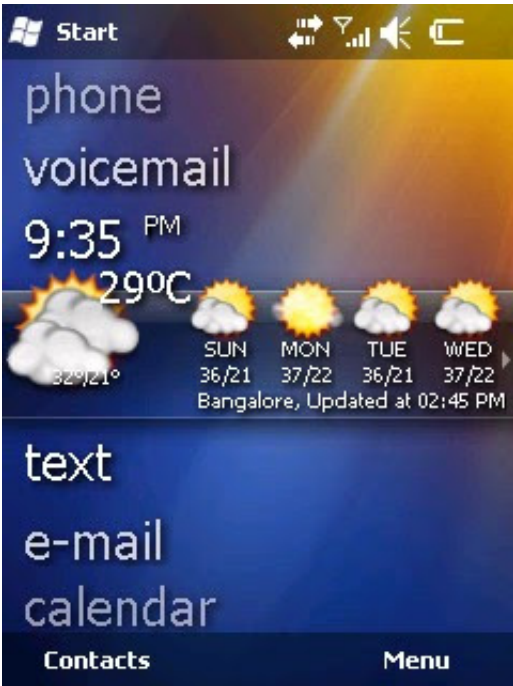 Start
phone
voicemail
9:35 PM
29ºC
32º/21º
SUN MON TUE WED
36/21 37/22 36/21 37/22
Bangalore, Updated at 02:45 PM
text
e-mail
calendar
Contacts Menu